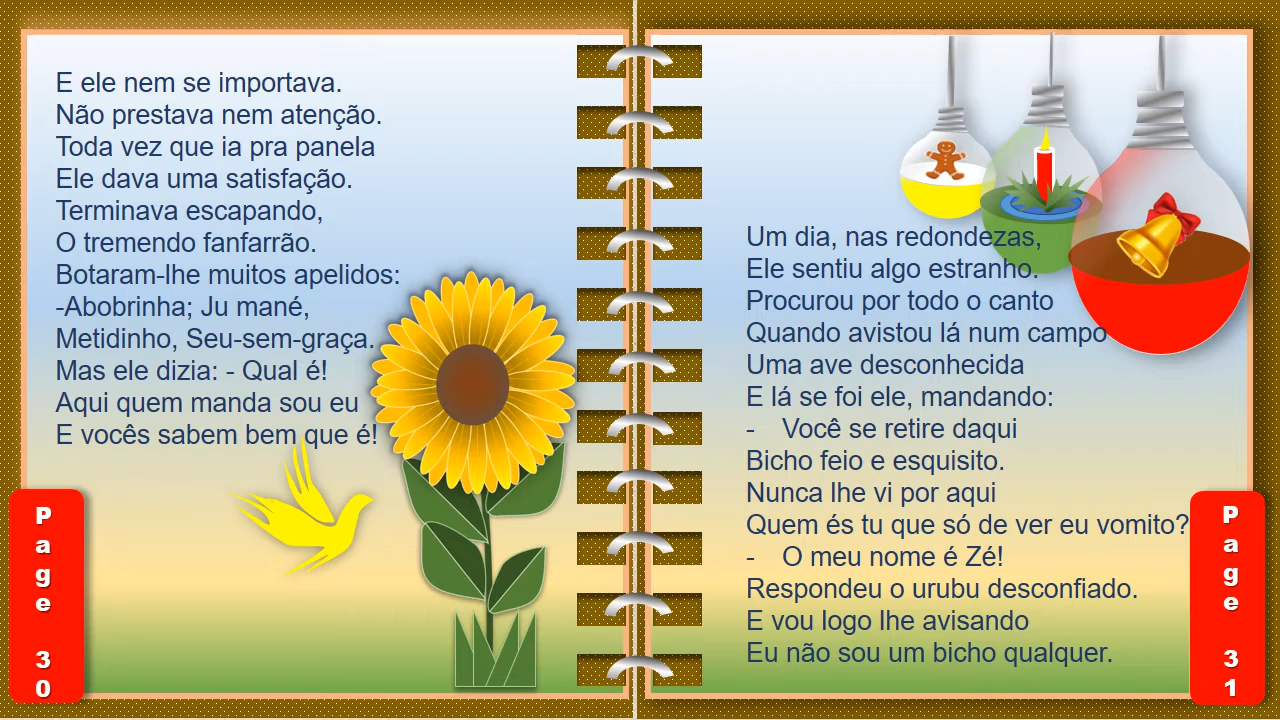 E ele nem se importava.
Não prestava nem atenção.
Toda vez que ia pra panela
Ele dava uma satisfação.
Terminava escapando,
O tremendo fanfarrão.
Botaram-lhe muitos apelidos:
-Abobrinha; Ju mané,
Metidinho, Seu-sem-graça.
Mas ele dizia: - Qual é!
Aqui quem manda sou eu
E vocês sabem bem que é!
Page 30
Um dia, nas redondezas,
Ele sentiu algo estranho.
Procurou por todo o canto
Quando avistou lá num campo
Uma ave desconhecida
E lá se foi ele, mandando:
- Você se retire daqui
Bicho feio e esquisito.
Nunca lhe vi por aqui
Quem és tu que só de ver eu vomito?
- O meu nome é Zé!
Respondeu o urubu desconfiado.
E vou logo lhe avisando
Eu não sou um bicho qualquer.
Page 31